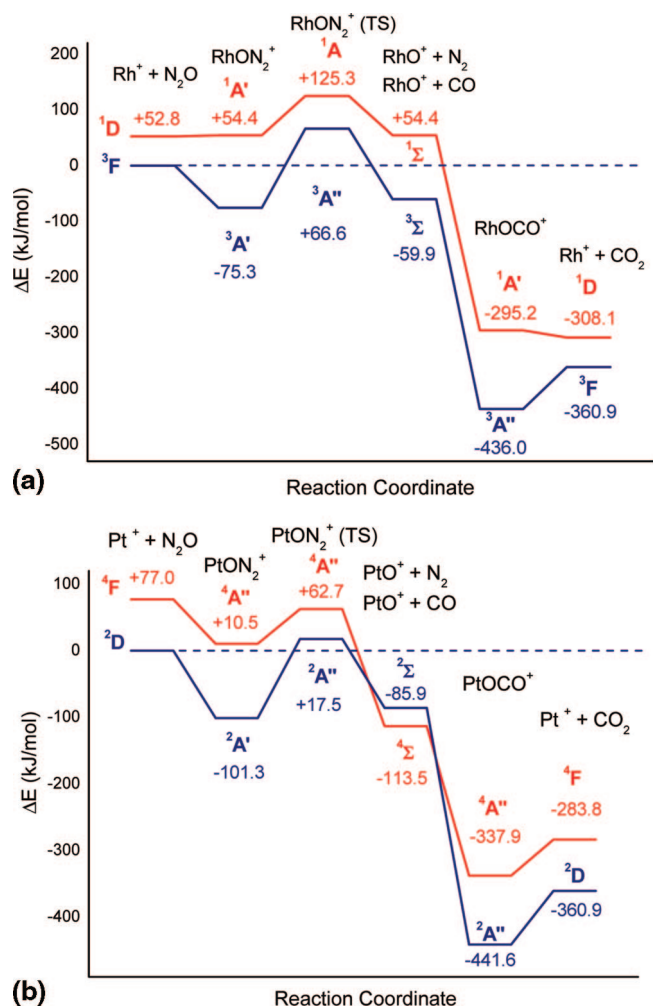 RhON₂⁺ (TS)
200
Rh⁺ + N₂O
RhON₂⁺
¹A
RhO⁺ + N₂
¹A'
+125.3
RhO⁺ + CO
100
¹D
+52.8
+54.4
+54.4
¹Σ
0
³F
³A"
³Σ
RhOCO⁺
-100
³A'
+66.6
-59.9
Rh⁺ + CO₂
-75.3
¹A'
¹D
-200
-300
-295.2
-308.1
³F
-400
³A"
-360.9
-436.0
-500
ΔE (kJ/mol)
(a)
Reaction Coordinate
PtON₂⁺ (TS)
Pt⁺ + N₂O
PtON₂⁺
⁴A"
PtO⁺ + N₂
100
⁴F
+77.0
⁴A"
+62.7
PtO⁺ + CO
+10.5
²D
0
²Σ
²A"
-85.9
PtOCO⁺
-100
²A'
+17.5
Pt⁺ + CO₂
-101.3
⁴Σ
-113.5
⁴F
-200
⁴A"
-283.8
-300
-337.9
²D
-400
²A"
-360.9
-441.6
ΔE (kJ/mol)
(b)
Reaction Coordinate